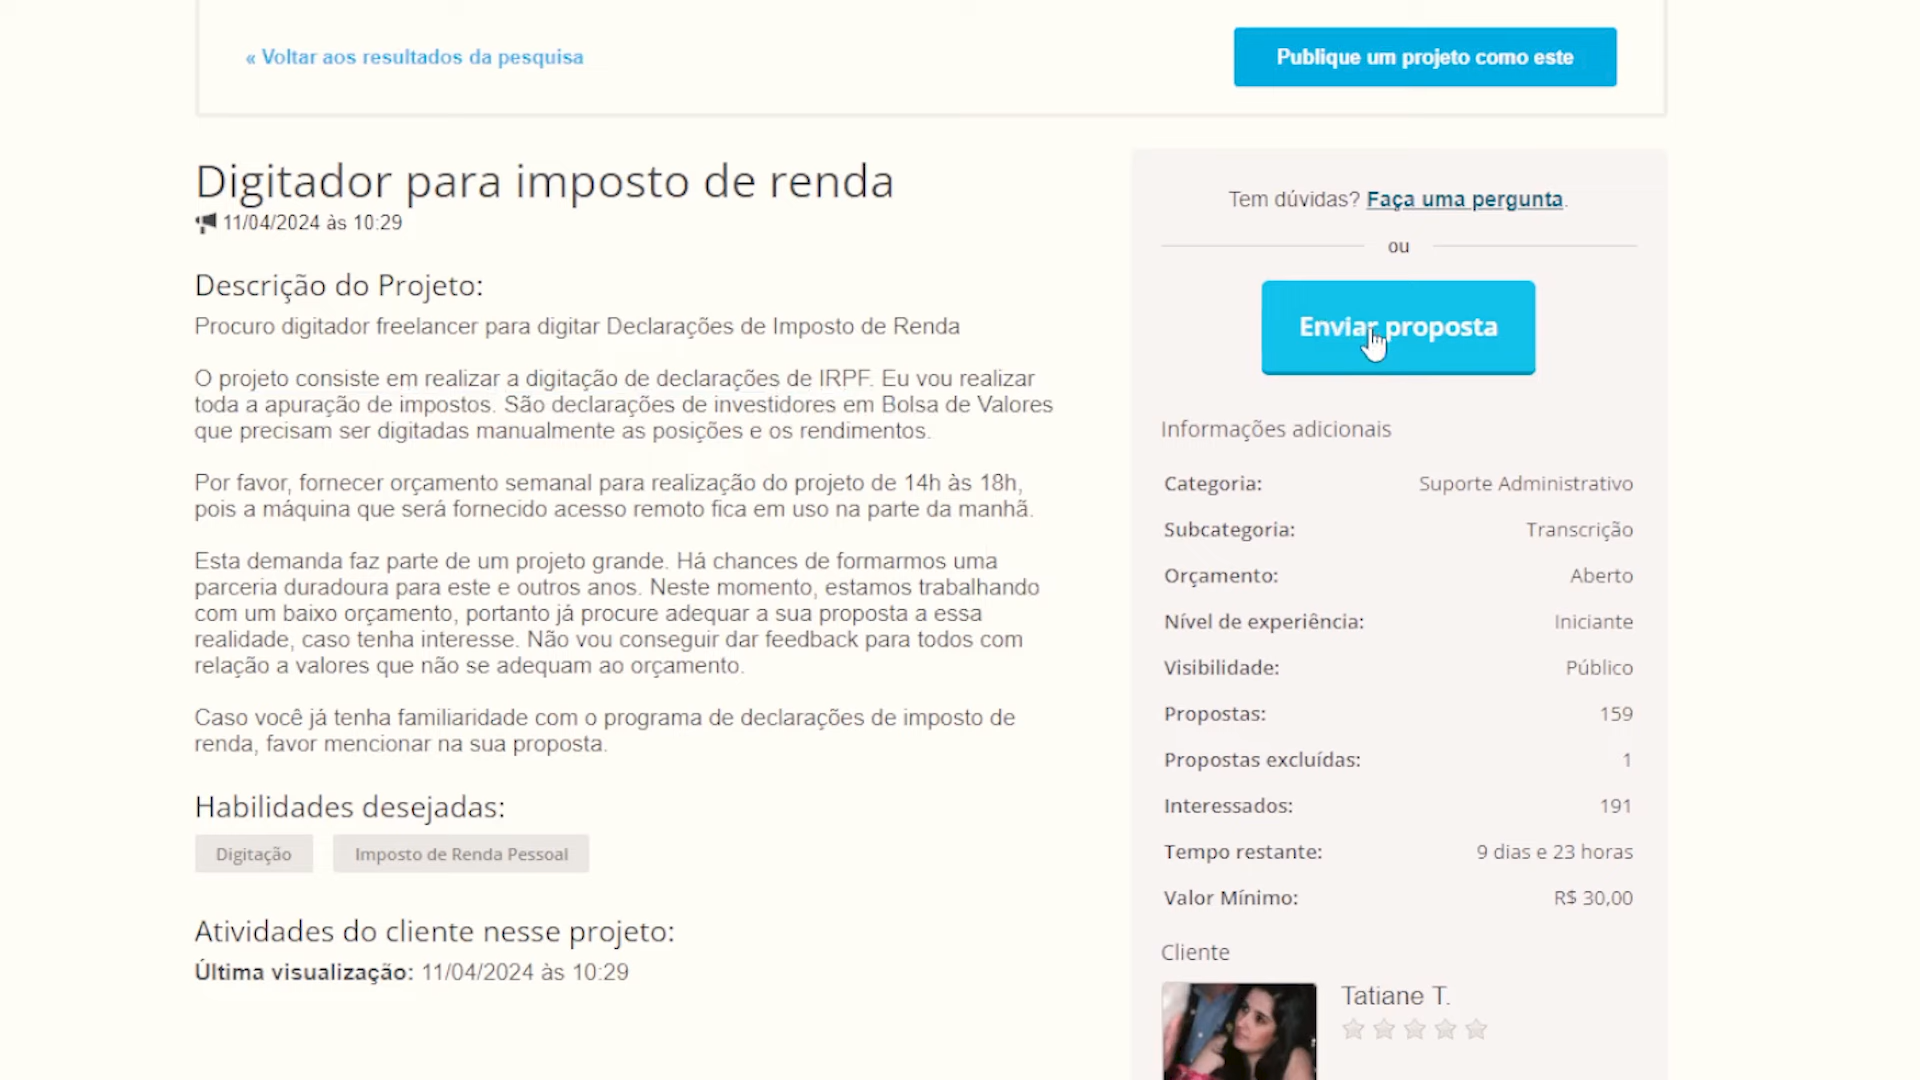 « Voltar aos resultados da pesquisa
Publique um projeto como este
Digitador para imposto de renda
11/04/2024 às 10:29
Descrição do Projeto:
Procuro digitador freelancer para digitar Declarações de Imposto de Renda
O projeto consiste em realizar a digitação de declarações de IRPF. Eu vou realizar
toda a apuração de impostos. São declarações de investidores em Bolsa de Valores
que precisam ser digitadas manualmente as posições e os rendimentos.
Por favor, fornecer orçamento semanal para realização do projeto de 14h às 18h,
pois a máquina que será fornecido acesso remoto fica em uso na parte da manhã.
Esta demanda faz parte de um projeto grande. Há chances de formarmos uma
parceria duradoura para este e outros anos. Neste momento, estamos trabalhando
com um baixo orçamento, portanto já procure adequar a sua proposta a essa
realidade, caso tenha interesse. Não vou conseguir dar feedback para todos com
relação a valores que não se adequam ao orçamento.
Caso você já tenha familiaridade com o programa de declarações de imposto de
renda, favor mencionar na sua proposta.
Habilidades desejadas:
Digitação
Imposto de Renda Pessoal
Atividades do cliente nesse projeto:
Última visualização: 11/04/2024 às 10:29
Tem dúvidas? Faça uma pergunta.
ou
Enviar proposta
Informações adicionais
Categoria: Suporte Administrativo
Subcategoria: Transcrição
Orçamento: Aberto
Nível de experiência: Iniciante
Visibilidade: Público
Propostas: 159
Propostas excluídas: 1
Interessados: 191
Tempo restante: 9 dias e 23 horas
Valor Mínimo: R$ 30,00
Cliente
Tatiane T.